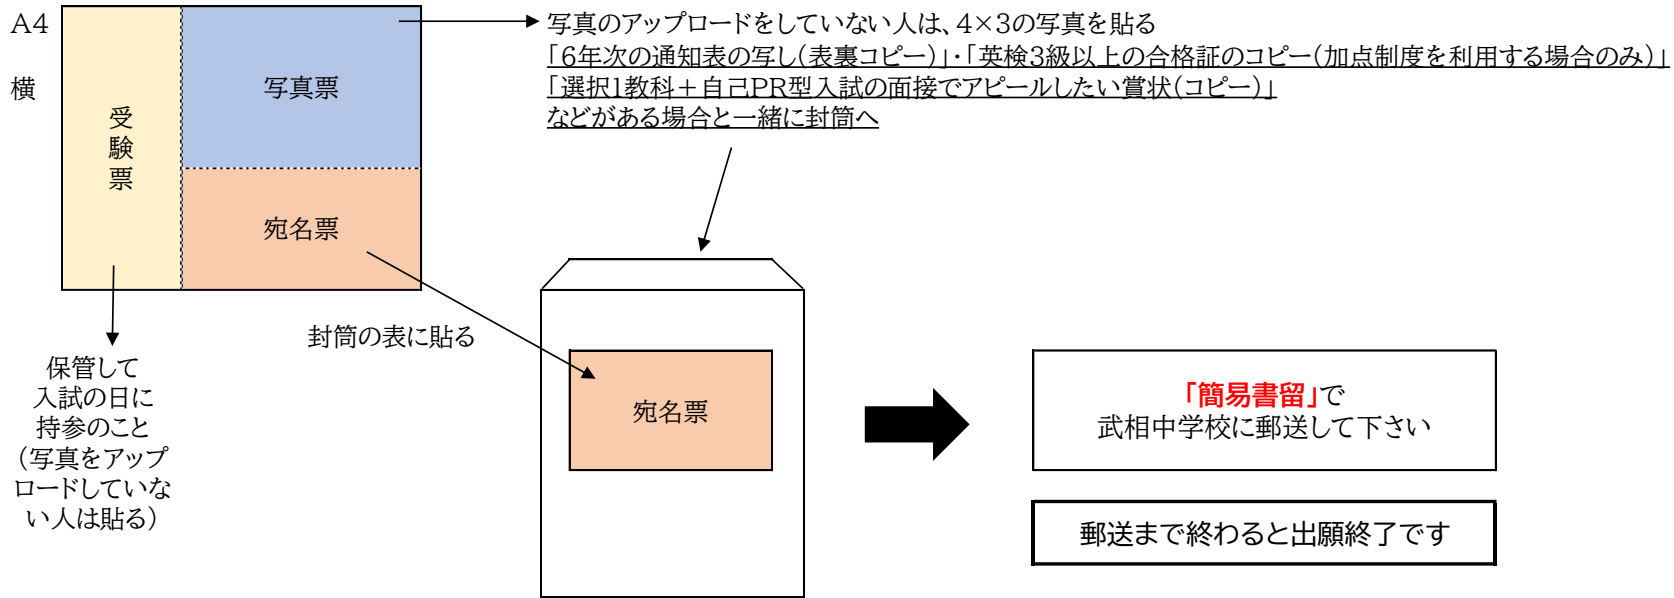 A4
横
受験票
写真票
宛名票
写真のアップロードをしていない人は、4×3の写真を貼る
「6年次の通知表の写し(表裏コピー)」・「英検3級以上の合格証のコピー(加点制度を利用する場合のみ)」
「選択1教科+自己PR型入試の面接でアピールしたい賞状(コピー)」
などがある場合と一緒に封筒へ
封筒の表に貼る
保管して
入試の日に
持参のこと
(写真をアップ
ロードしていな
い人は貼る)
宛名票
「簡易書留」で
武相中学校に郵送して下さい
郵送まで終わると出願終了です